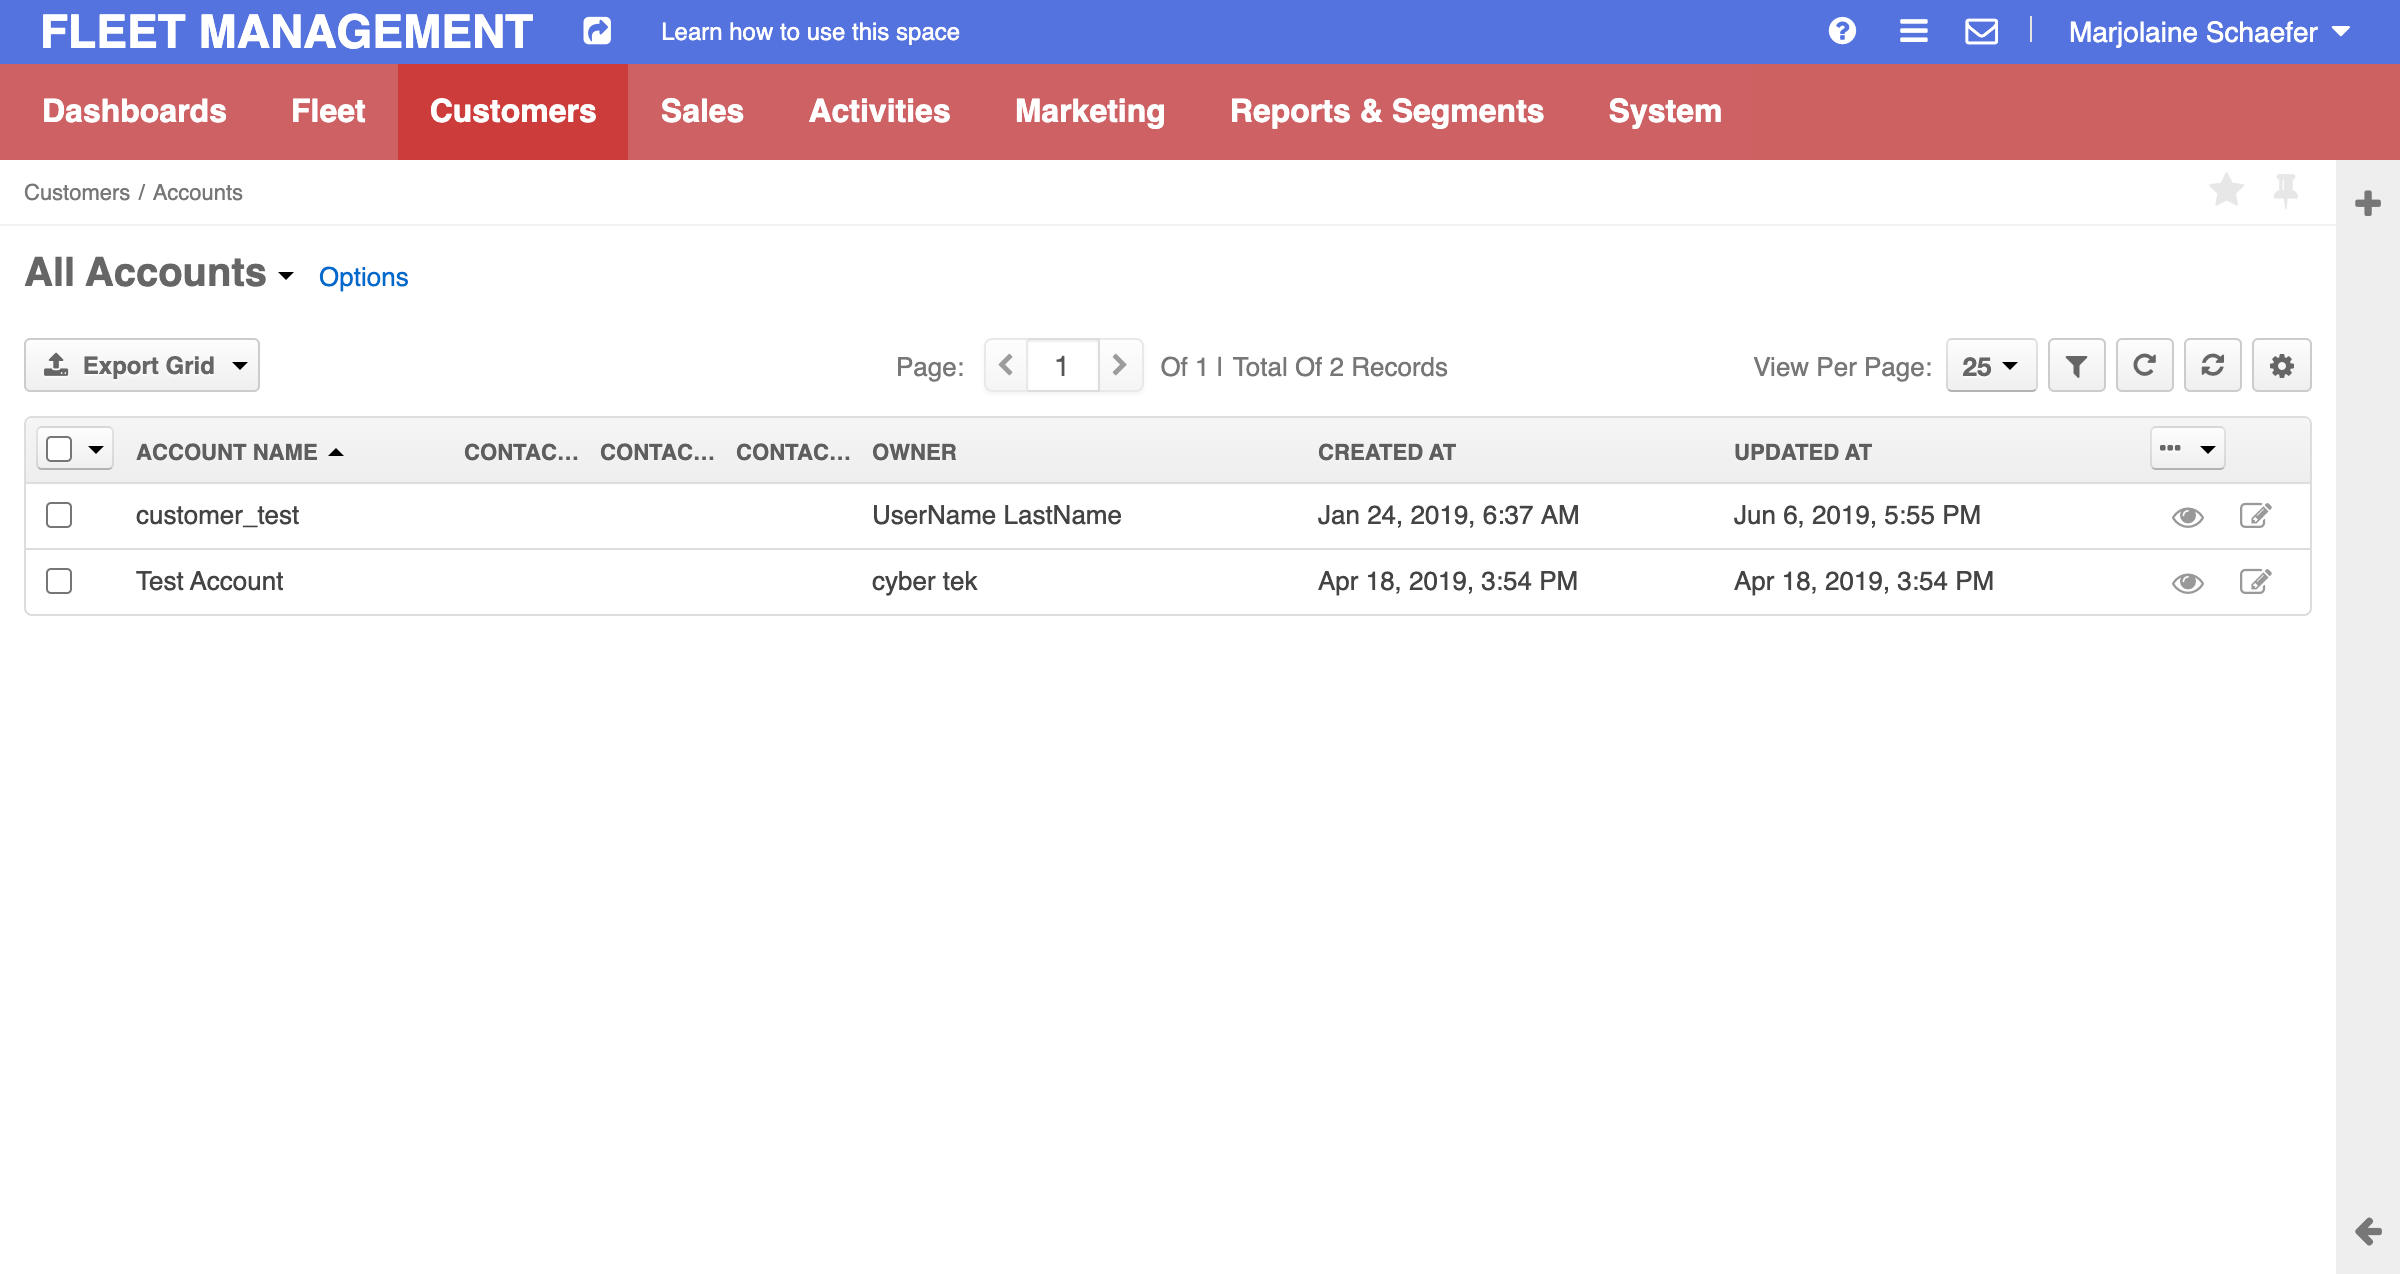 FLEET MANAGEMENT Learn how to use this space Marjolaine Schaefer
Dashboards Fleet Customers Sales Activities Marketing Reports & Segments System
Customers / Accounts
All Accounts Options
Export Grid Page: 1 Of 1 | Total Of 2 Records View Per Page: 25
ACCOUNT NAME CONTAC... CONTAC... CONTAC... OWNER CREATED AT UPDATED AT
customer_test UserName LastName Jan 24, 2019, 6:37 AM Jun 6, 2019, 5:55 PM
Test Account cyber tek Apr 18, 2019, 3:54 PM Apr 18, 2019, 3:54 PM